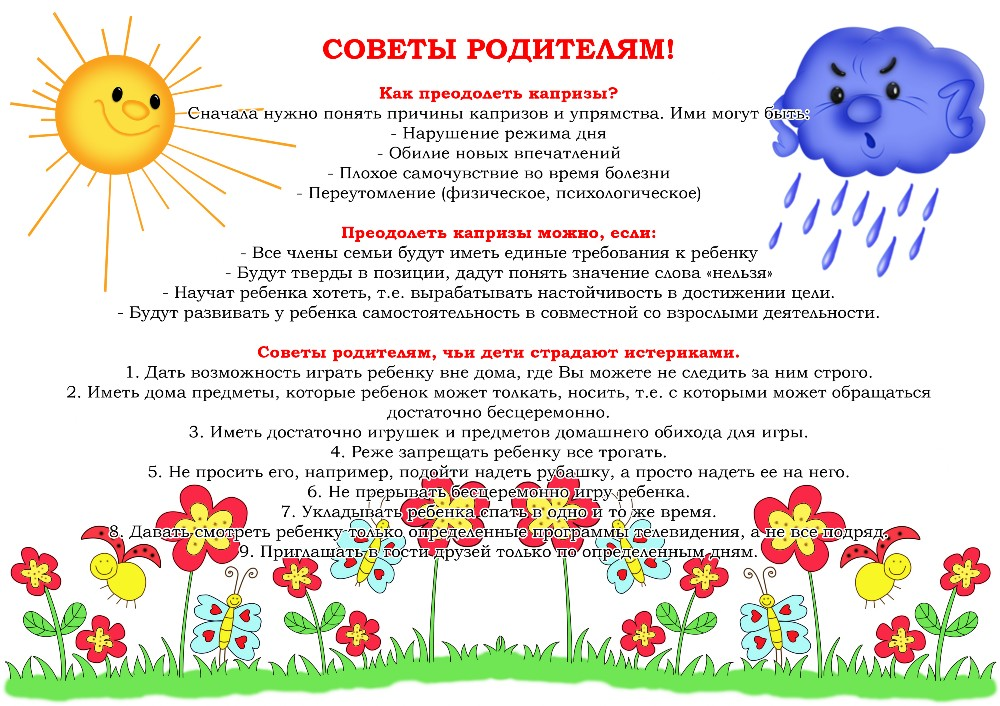 СОВЕТЫ РОДИТЕЛЯМ!
Как преодолеть капризы?
Сначала нужно понять причины капризов и упрямства. Ими могут быть:
- Нарушение режима дня
- Обилие новых впечатлений
- Плохое самочувствие во время болезни
- Переутомление (физическое, психологическое)
Преодолеть капризы можно, если:
- Все члены семьи будут иметь единые требования к ребенку
- Будут тверды в позиции, дадут понять значение слова «нельзя»
- Научат ребенка хотеть, т.е. вырабатывать настойчивость в достижении цели.
- Будут развивать у ребенка самостоятельность в совместной со взрослыми деятельности.
Советы родителям, чьи дети страдают истериками.
1. Дать возможность играть ребенку вне дома, где Вы можете не следить за ним строго.
2. Иметь дома предметы, которые ребенок может толкать, носить, т.е. с которыми может обращаться
достаточно бесцеремонно.
3. Иметь достаточно игрушек и предметов домашнего обихода для игры.
4. Реже запрещать ребенку все трогать.
5. Не просить его, например, подойти надеть рубашку, а просто надеть ее на него.
6. Не прерывать бесцеремонно игру ребенка.
7. Укладывать ребенка спать в одно и то же время.
8. Давать смотреть ребенку только определенные программы телевидения, а не все подряд.
9. Приглашать в гости друзей только по определенным дням.